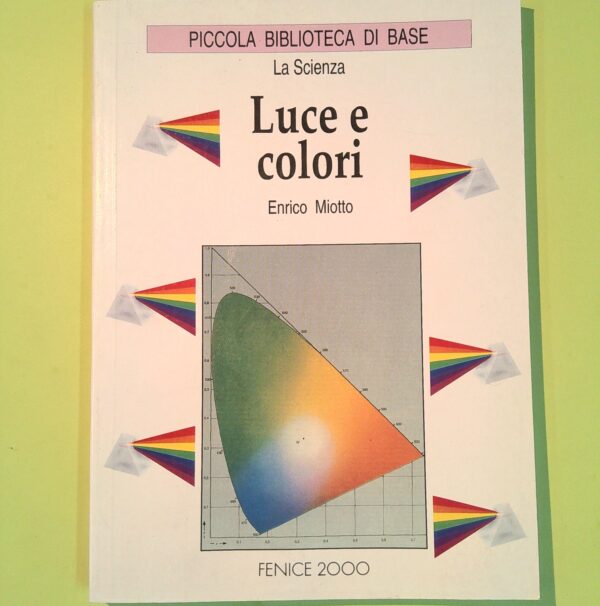 PICCOLA BIBLIOTECA DI BASE
La Scienza
Luce e
colori
Enrico Miotto
FENICE 2000